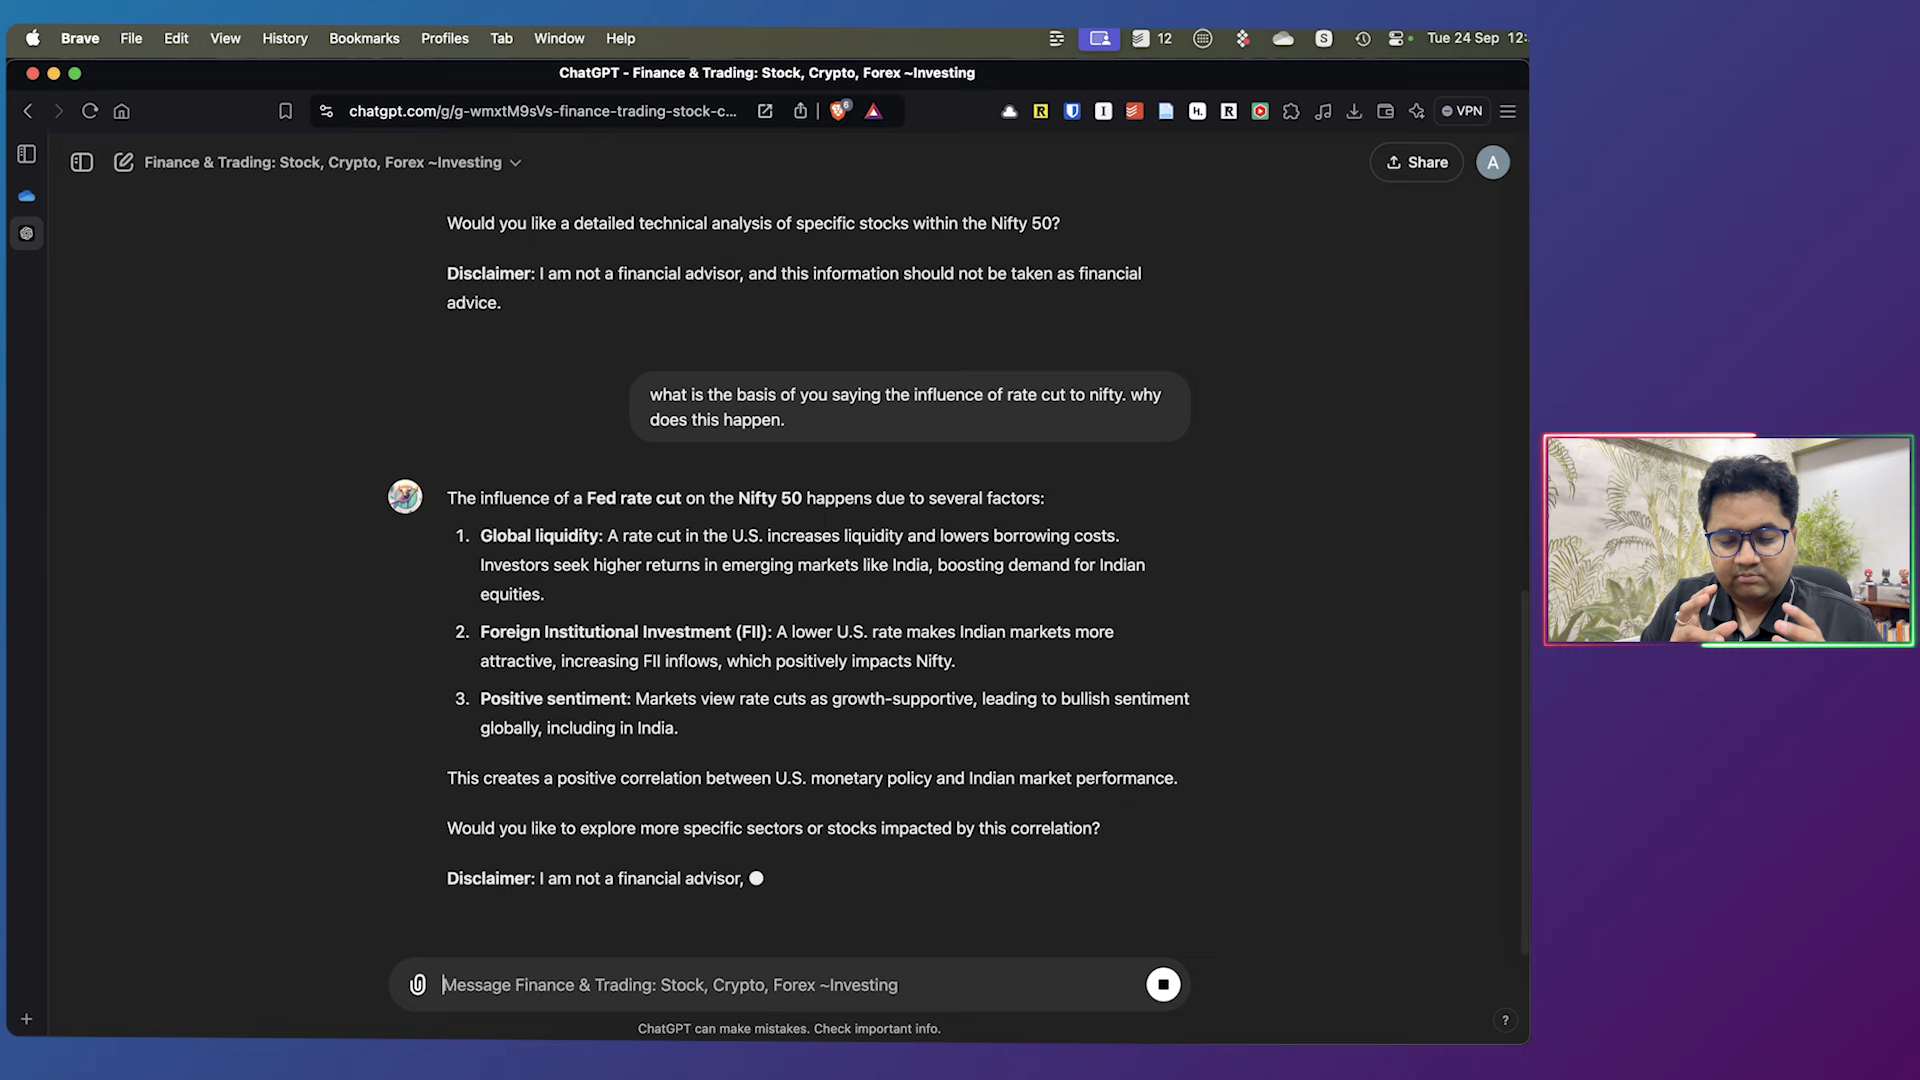 Brave File Edit View History Bookmarks Profiles Tab Window Help 12 S Tue 24 Sep 12:
ChatGPT - Finance & Trading: Stock, Crypto, Forex ~Investing
chatgpt.com/g/g-wmxtM9sVs-finance-trading-stock-c... 6 R I H. R VPN
Finance & Trading: Stock, Crypto, Forex ~Investing Share A
Would you like a detailed technical analysis of specific stocks within the Nifty 50?
Disclaimer: I am not a financial advisor, and this information should not be taken as financial
advice.
what is the basis of you saying the influence of rate cut to nifty. why
does this happen.
The influence of a Fed rate cut on the Nifty 50 happens due to several factors:
1. Global liquidity: A rate cut in the U.S. increases liquidity and lowers borrowing costs.
Investors seek higher returns in emerging markets like India, boosting demand for Indian
equities.
2. Foreign Institutional Investment (FII): A lower U.S. rate makes Indian markets more
attractive, increasing FII inflows, which positively impacts Nifty.
3. Positive sentiment: Markets view rate cuts as growth-supportive, leading to bullish sentiment
globally, including in India.
This creates a positive correlation between U.S. monetary policy and Indian market performance.
Would you like to explore more specific sectors or stocks impacted by this correlation?
Disclaimer: I am not a financial advisor,
Message Finance & Trading: Stock, Crypto, Forex ~Investing
ChatGPT can make mistakes. Check important info.
?